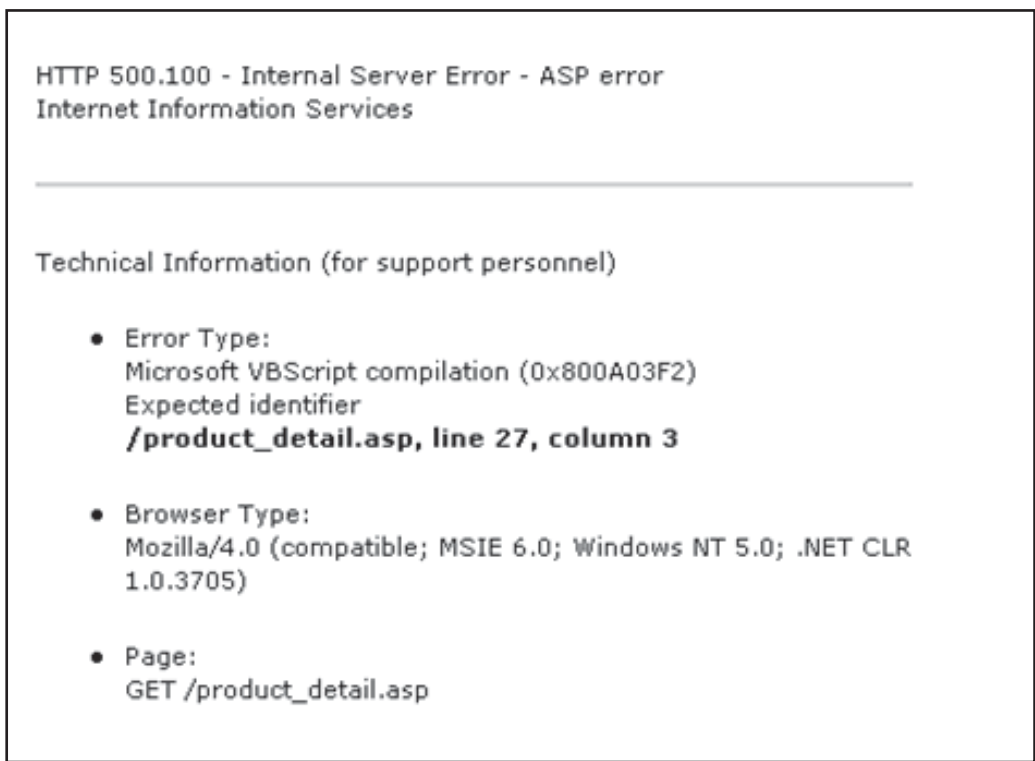 HTTP 500.100 - Internal Server Error - ASP error
Internet Information Services
Technical Information (for support personnel)
● Error Type:
Microsoft VBScript compilation (0x800A03F2)
Expected identifier
/product_detail.asp, line 27, column 3
● Browser Type:
Mozilla/4.0 (compatible; MSIE 6.0; Windows NT 5.0; .NET CLR
1.0.3705)
● Page:
GET /product_detail.asp